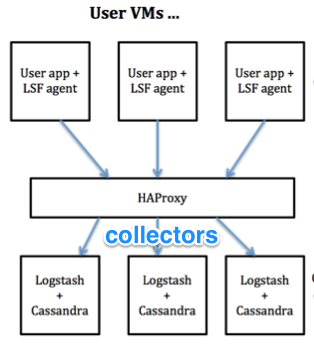 User VMs ...
User app +
LSF agent
User app +
LSF agent
User app +
LSF agent
HAProxy
collectors
Logstash
+
Cassandra
Logstash
+
Cassandra
Logstash
+
Cassandra